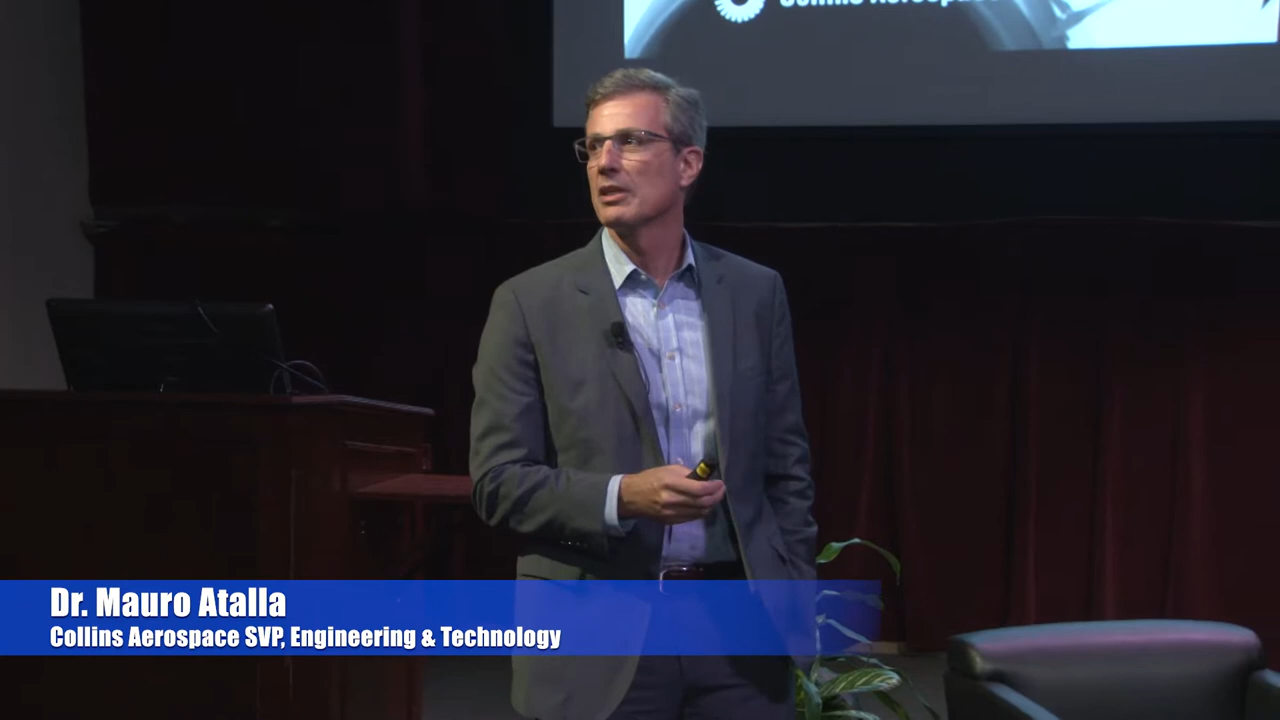 Dr. Mauro Atalla
Collins Aerospace SVP, Engineering & Technology